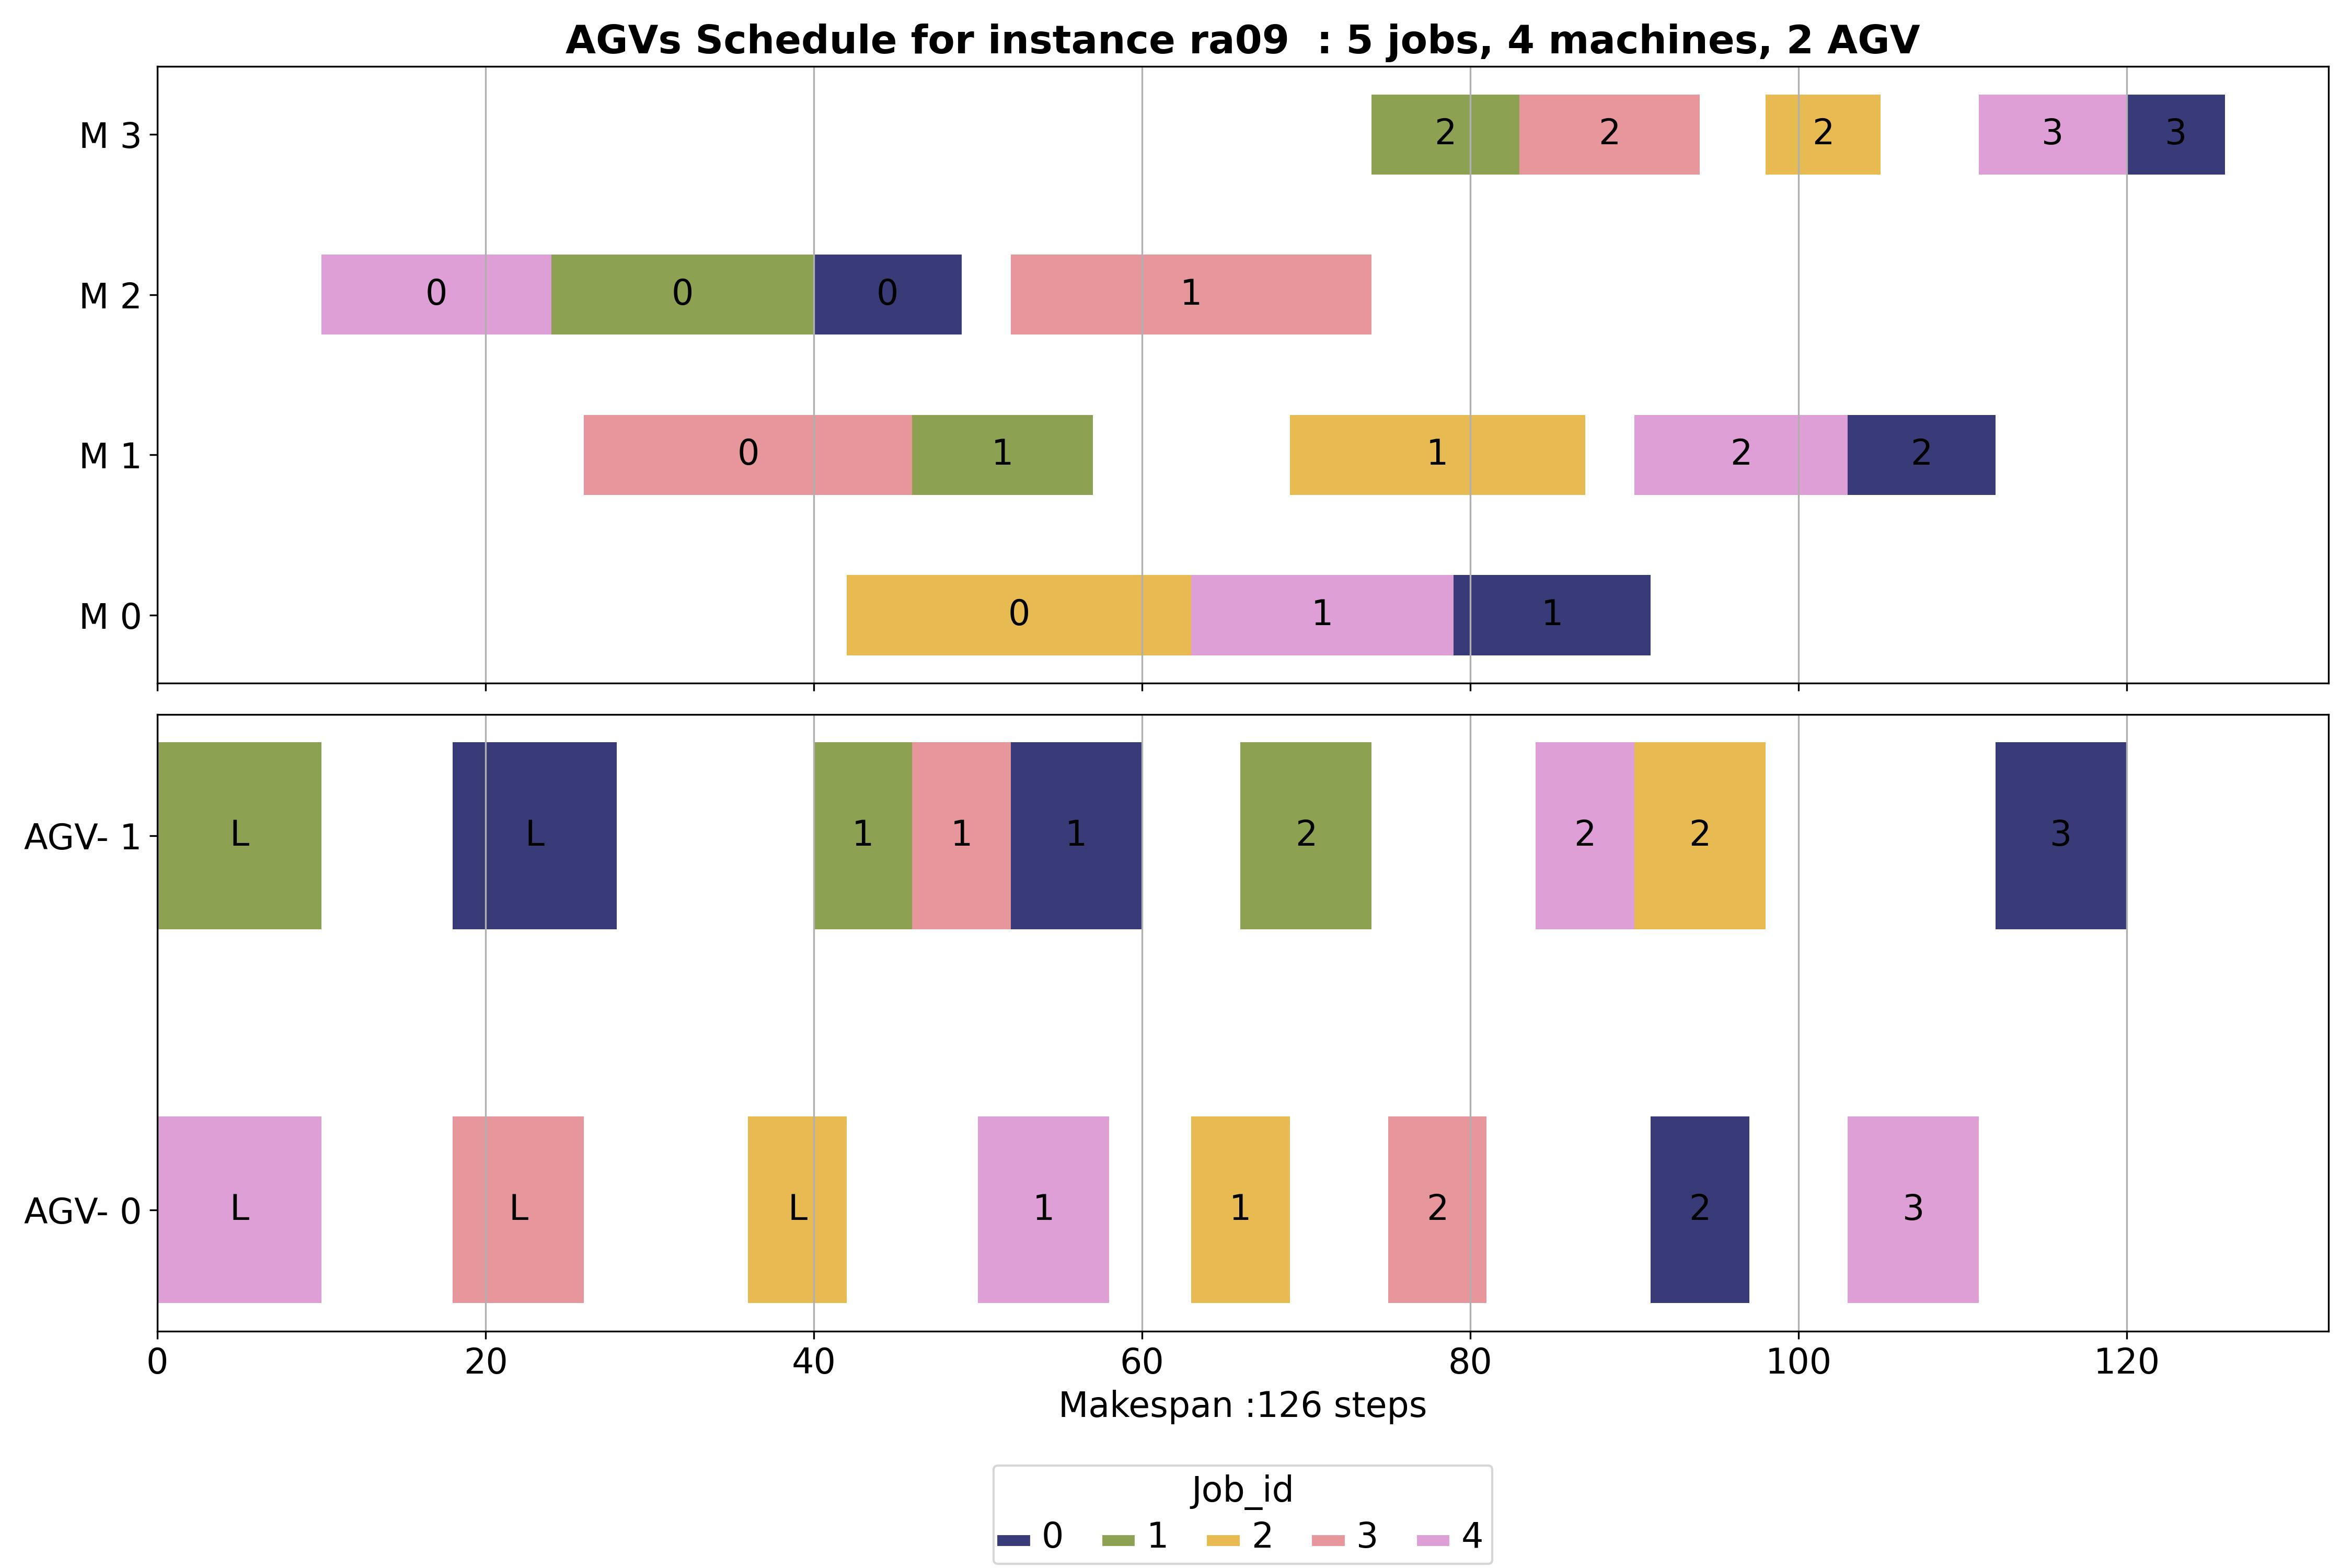 AGVs Schedule for instance ra09 : 5 jobs, 4 machines, 2 AGV
M 3
2 2 2 3 3
M 2
0 0 0 1
M 1
0 1 1 2 2
M 0
0 1 1
AGV- 1
L L 1 1 1 2 2 2 3
AGV- 0
L L L 1 1 2 2 3
0 20 40 60 80 100 120
Makespan :126 steps
Job_id
0 1 2 3 4